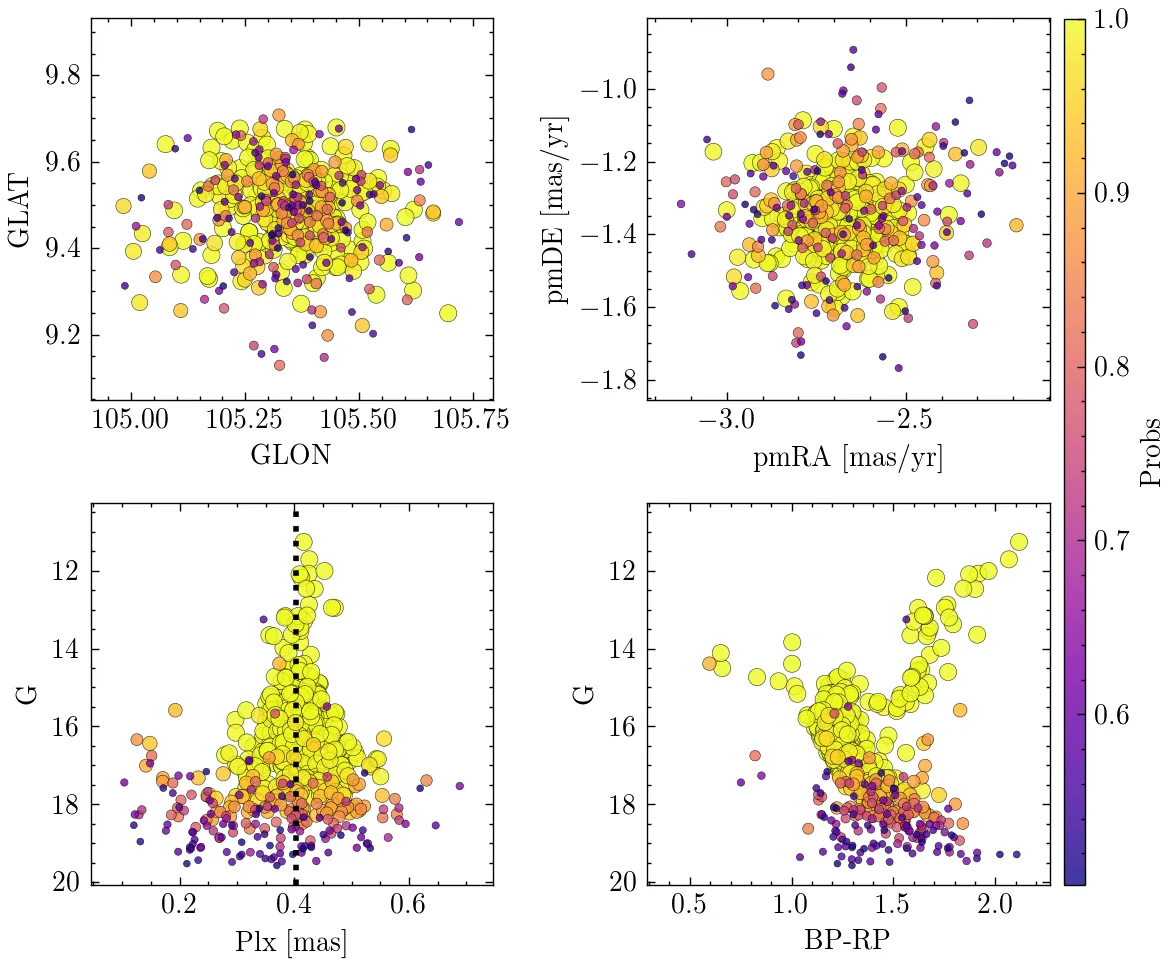 9.8
9.6
9.4
9.2
GLAT
105.00 105.25 105.50 105.75
GLON
−1.0
−1.2
−1.4
−1.6
−1.8
pmDE [mas/yr]
−3.0 −2.5
pmRA [mas/yr]
1.0
0.9
0.8
0.7
0.6
Probs
12
14
16
18
20
G
0.2 0.4 0.6
Plx [mas]
12
14
16
18
20
G
0.5 1.0 1.5 2.0
BP-RP